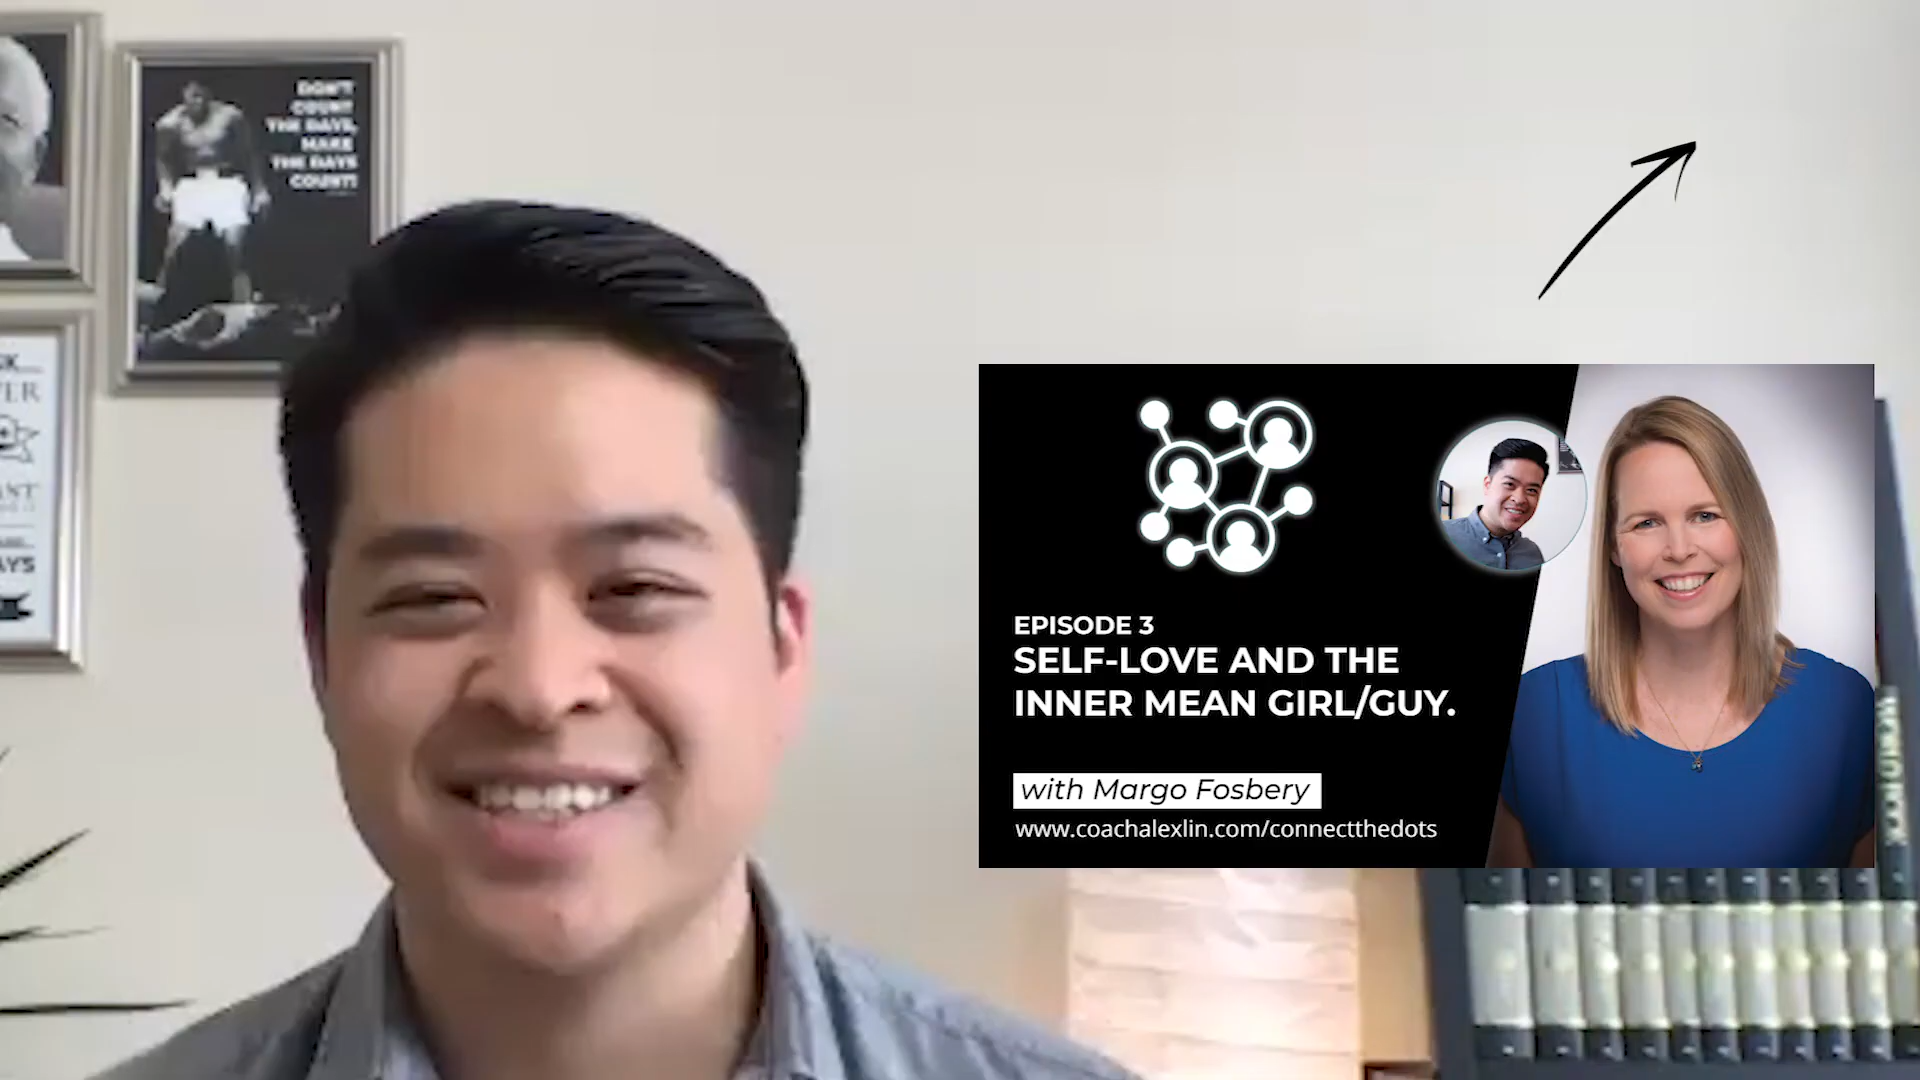 DON'T
COUNT
THE DAYS,
MAKE
THE DAYS
COUNT!
EPISODE 3
SELF-LOVE AND THE
INNER MEAN GIRL/GUY.
with Margo Fosbery
www.coachalexlin.com/connectthedots